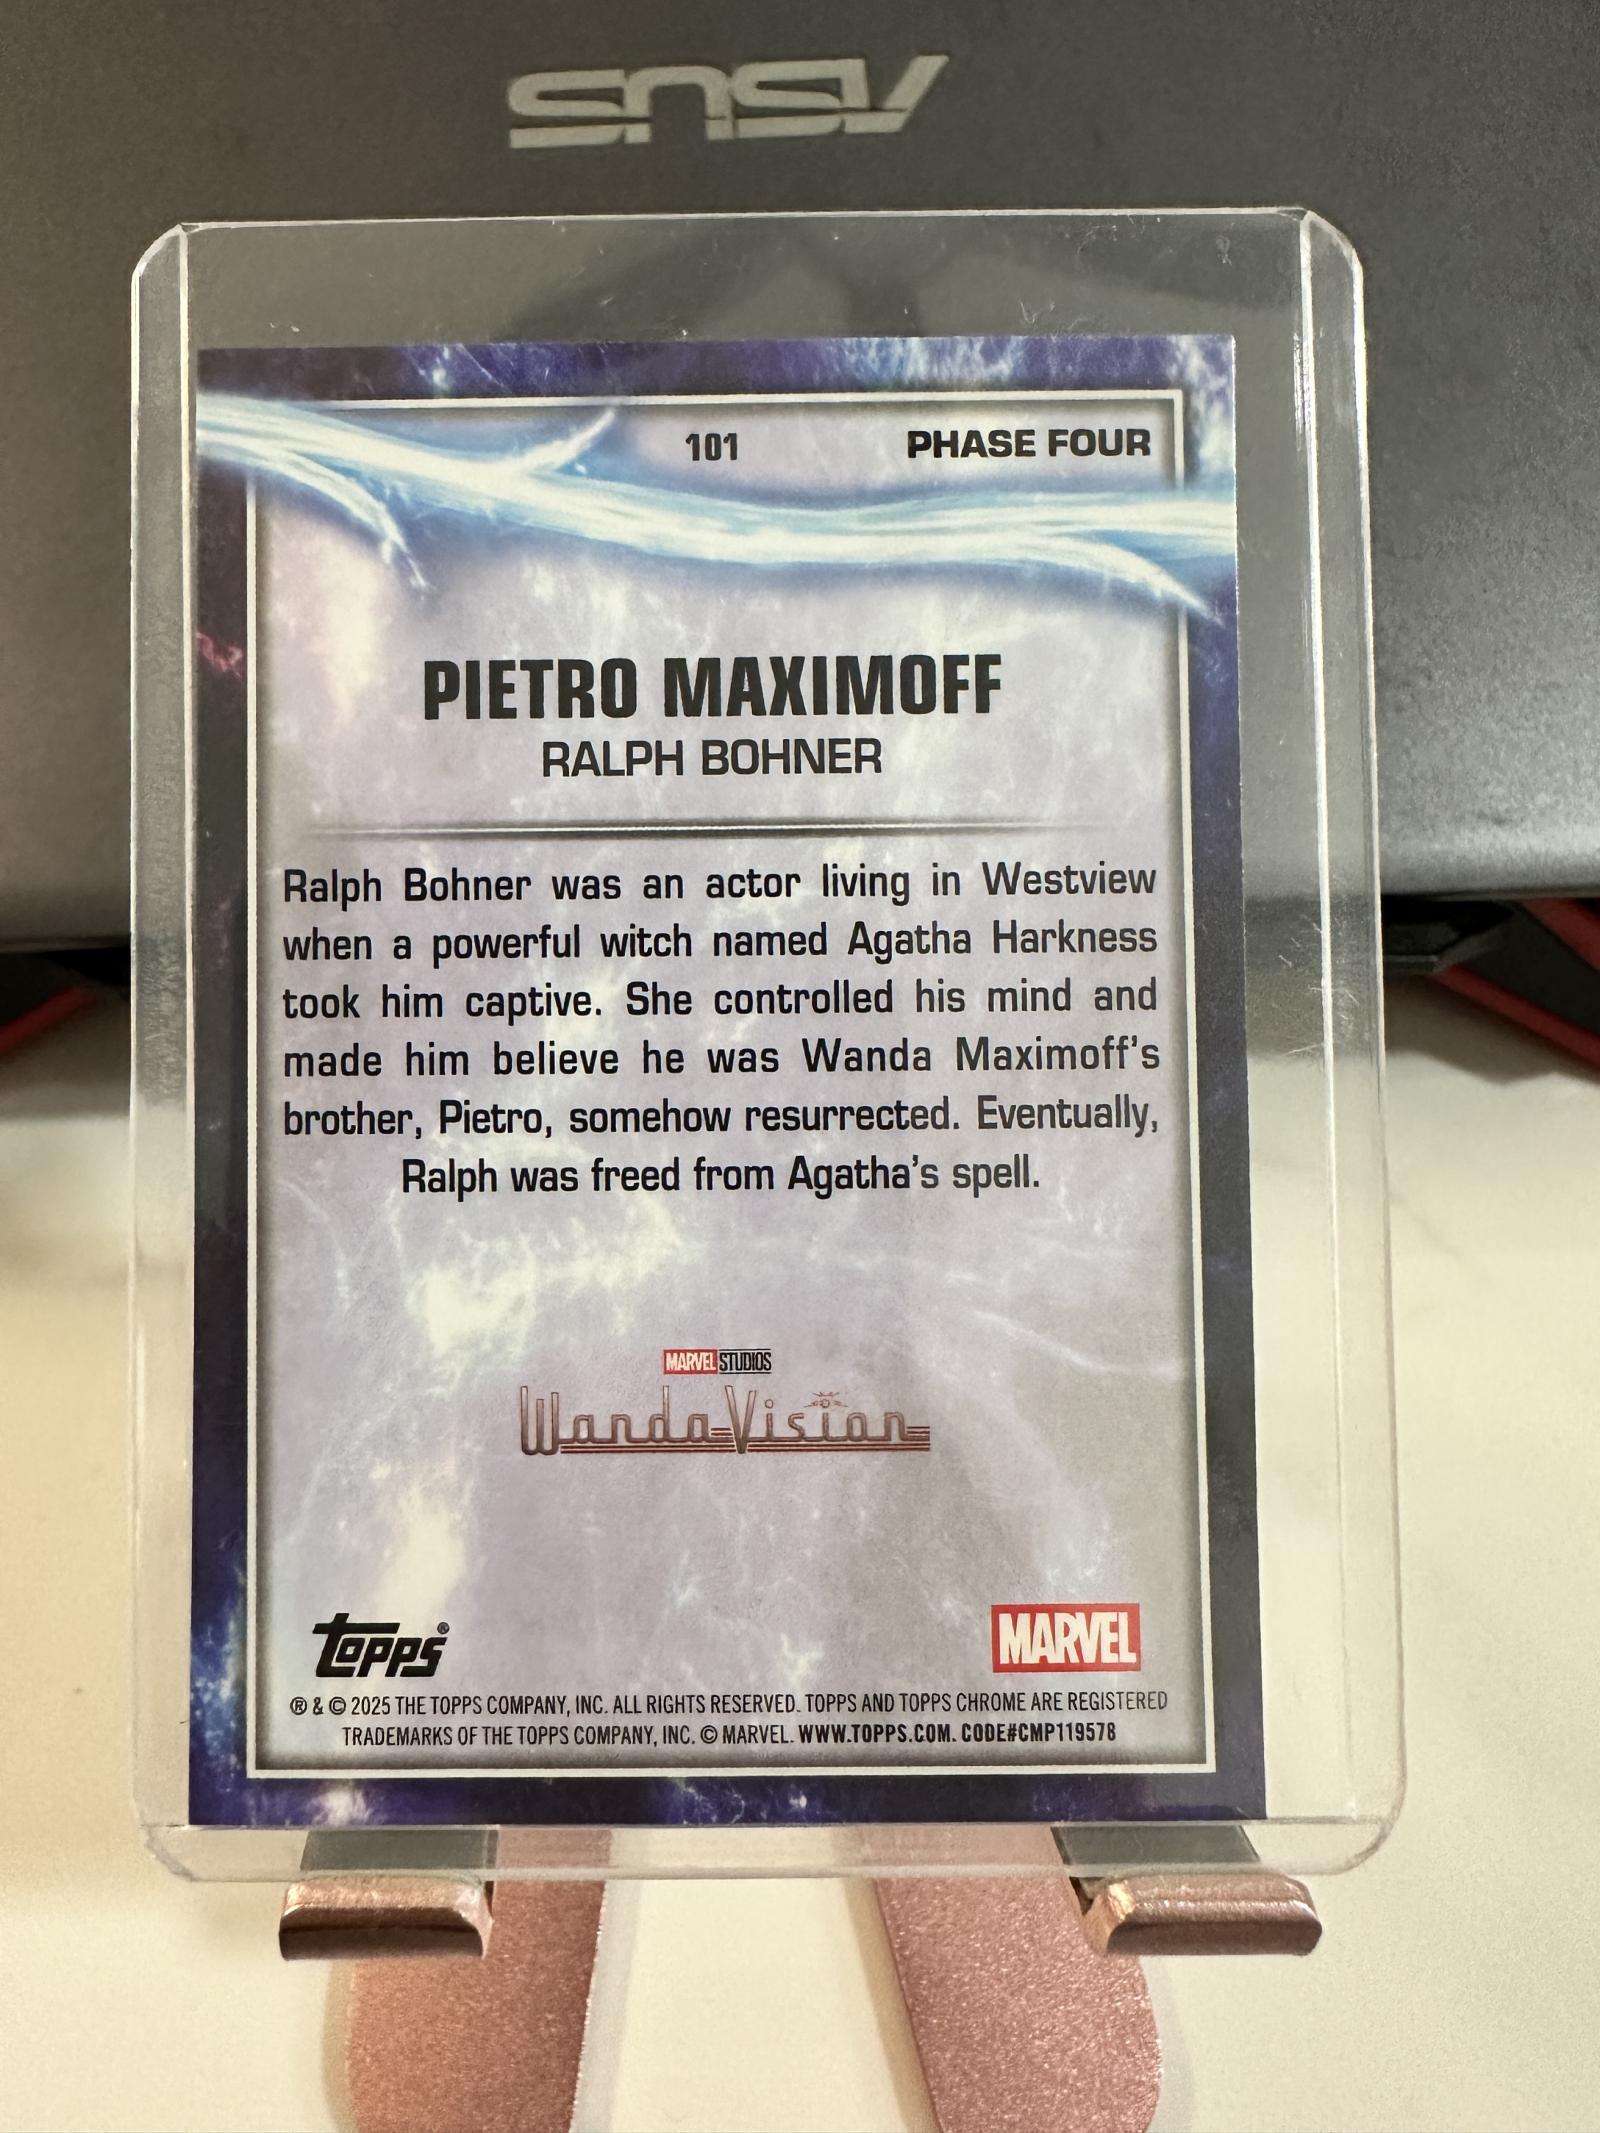 ASUS
101 PHASE FOUR
PIETRO MAXIMOFF
RALPH BOHNER
Ralph Bohner was an actor living in Westview
when a powerful witch named Agatha Harkness
took him captive. She controlled his mind and
made him believe he was Wanda Maximoff's
brother, Pietro, somehow resurrected. Eventually,
Ralph was freed from Agatha's spell.
MARVEL STUDIOS
WandaVision
topps®
MARVEL
® & © 2025 THE TOPPS COMPANY, INC. ALL RIGHTS RESERVED. TOPPS AND TOPPS CHROME ARE REGISTERED
TRADEMARKS OF THE TOPPS COMPANY, INC. © MARVEL. WWW.TOPPS.COM. CODE#CMP119578